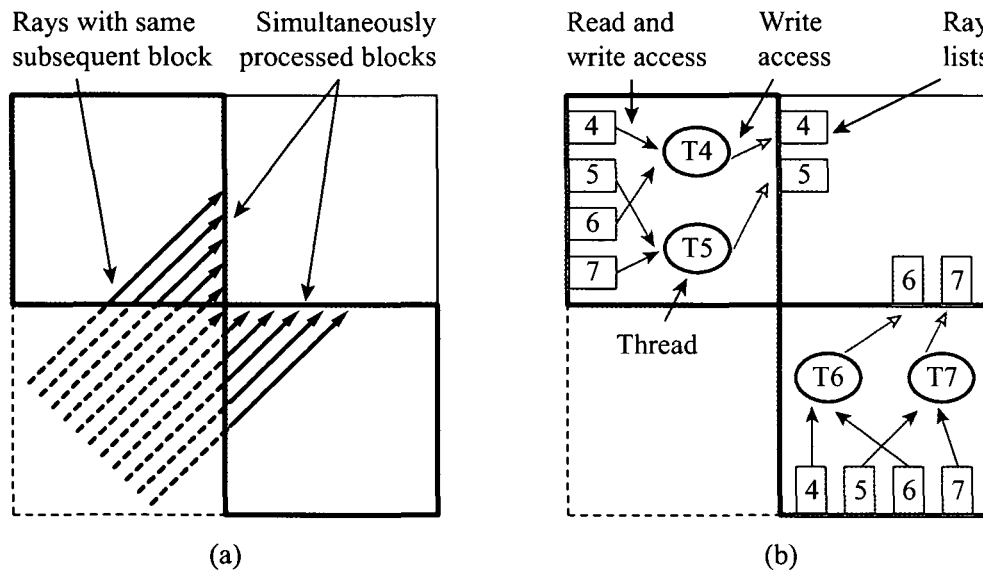 Rays with same
subsequent block
Simultaneously
processed blocks
(a)
Read and
write access
Write
access
Ray
lists
4
5
6
7
T4
T5
4
5
Thread
6
7
T6
T7
4
5
6
7
(b)